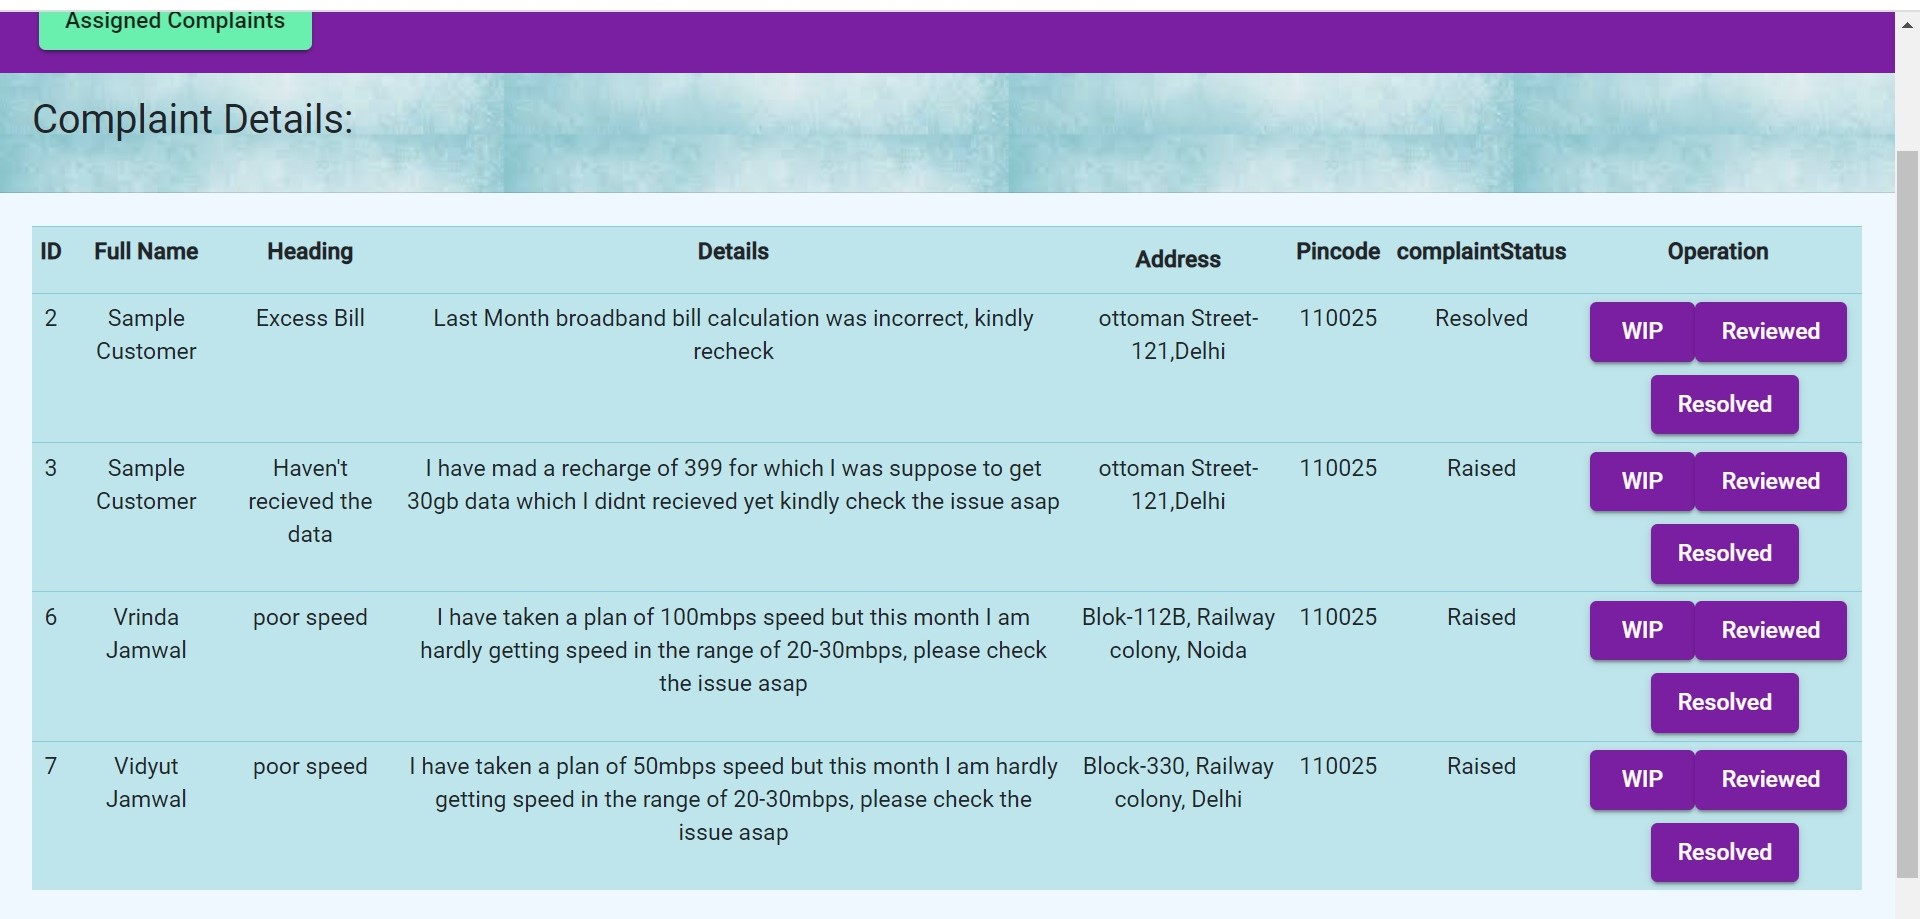 Assigned Complaints
Complaint Details:
ID Full Name Heading Details Address Pincode complaintStatus Operation
2 Sample Excess Bill Last Month broadband bill calculation was incorrect, kindly ottoman Street- 110025 Resolved WIP Reviewed
Customer recheck 121,Delhi
Resolved
3 Sample Haven't I have mad a recharge of 399 for which I was suppose to get ottoman Street- 110025 Raised WIP Reviewed
Customer recieved the 30gb data which I didnt recieved yet kindly check the issue asap 121,Delhi
data Resolved
6 Vrinda poor speed I have taken a plan of 100mbps speed but this month I am Blok-112B, Railway 110025 Raised WIP Reviewed
Jamwal hardly getting speed in the range of 20-30mbps, please check colony, Noida
the issue asap Resolved
7 Vidyut poor speed I have taken a plan of 50mbps speed but this month I am hardly Block-330, Railway 110025 Raised WIP Reviewed
Jamwal getting speed in the range of 20-30mbps, please check the colony, Delhi
issue asap Resolved